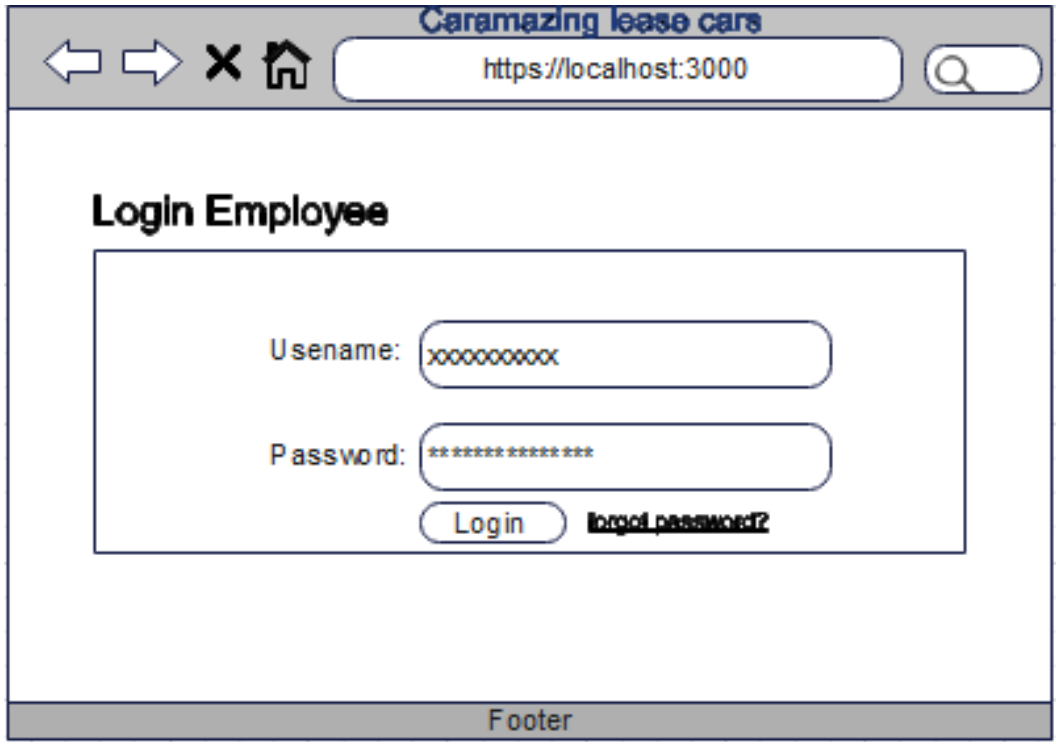 Caramazing lease cars
https://localhost:3000
Login Employee
Usename: xxxxxxxxxx
Password: ****************
Login forgot password?
Footer